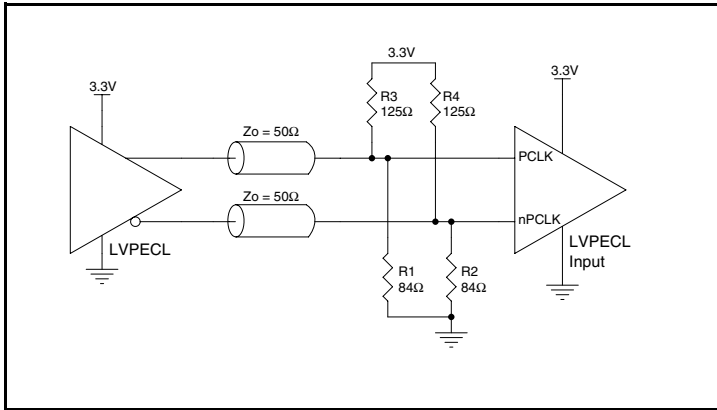 3.3V
3.3V
3.3V
R3
125Ω
R4
125Ω
Zo = 50Ω
PCLK
Zo = 50Ω
nPCLK
LVPECL
LVPECL
Input
R1
84Ω
R2
84Ω